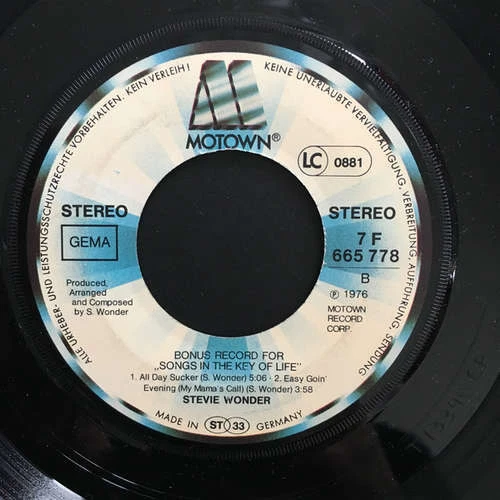 ALLE URHEBER- UND LEISTUNGSSCHUTZRECHTE VORBEHALTEN. KEIN VERLEIH! KEINE UNERLAUBTE VERVIELFÄLTIGUNG, VERBREITUNG, AUFFÜHRUNG, SENDUNG
MOTOWN®
LC 0881
STEREO STEREO
GEMA
7 F
665 778
B
Produced,
Arranged
and Composed
by S. Wonder
℗ 1976
MOTOWN
RECORD
CORP.
BONUS RECORD FOR
„SONGS IN THE KEY OF LIFE"
1. All Day Sucker (S. Wonder) 5:06 - 2. Easy Goin'
Evening (My Mama's Call) (S. Wonder) 3:58
STEVIE WONDER
MADE IN ST 33 GERMANY